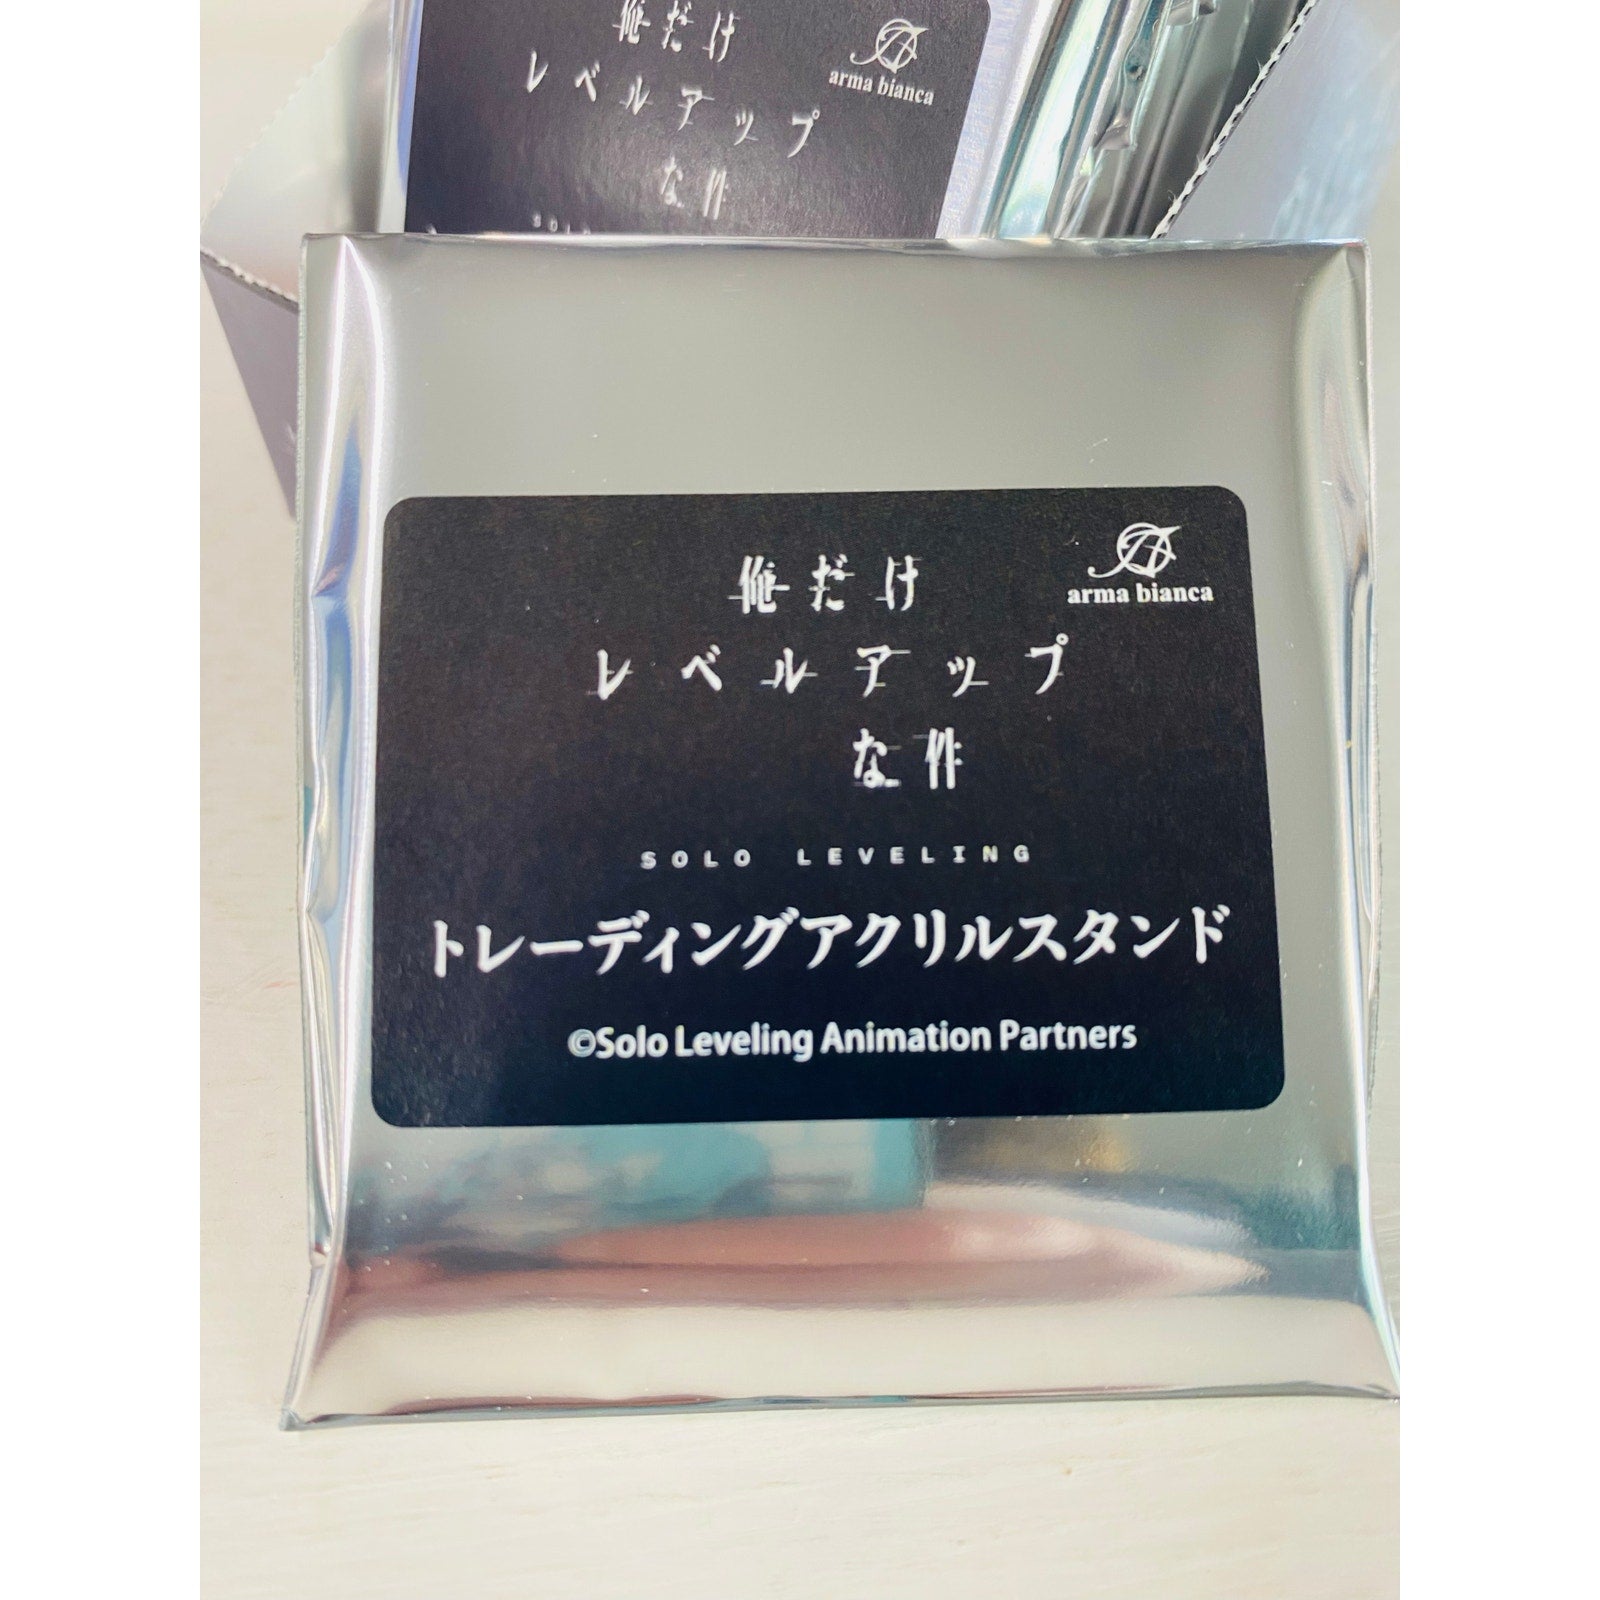 俺だけ
arma bianca
レベルアップ
な件
SOLO
俺だけ
arma bianca
レベルアップ
な件
SOLO LEVELING
トレーディングアクリルスタンド
©Solo Leveling Animation Partners